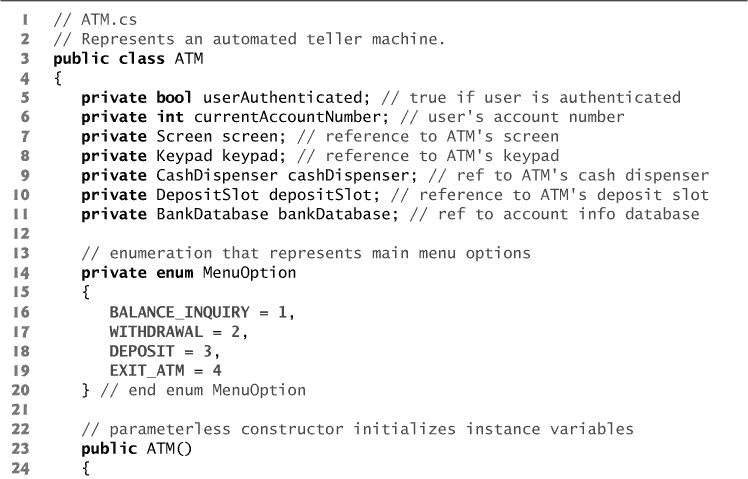 1 // ATM.cs
2 // Represents an automated teller machine.
3 public class ATM
4 {
5 private bool userAuthenticated; // true if user is authenticated
6 private int currentAccountNumber; // user's account number
7 private Screen screen; // reference to ATM's screen
8 private Keypad keypad; // reference to ATM's keypad
9 private CashDispenser cashDispenser; // ref to ATM's cash dispenser
10 private DepositSlot depositSlot; // reference to ATM's deposit slot
11 private BankDatabase bankDatabase; // ref to account info database
12
13 // enumeration that represents main menu options
14 private enum MenuOption
15 {
16 BALANCE_INQUIRY = 1,
17 WITHDRAWAL = 2,
18 DEPOSIT = 3,
19 EXIT_ATM = 4
20 } // end enum MenuOption
21
22 // parameterless constructor initializes instance variables
23 public ATM()
24 {